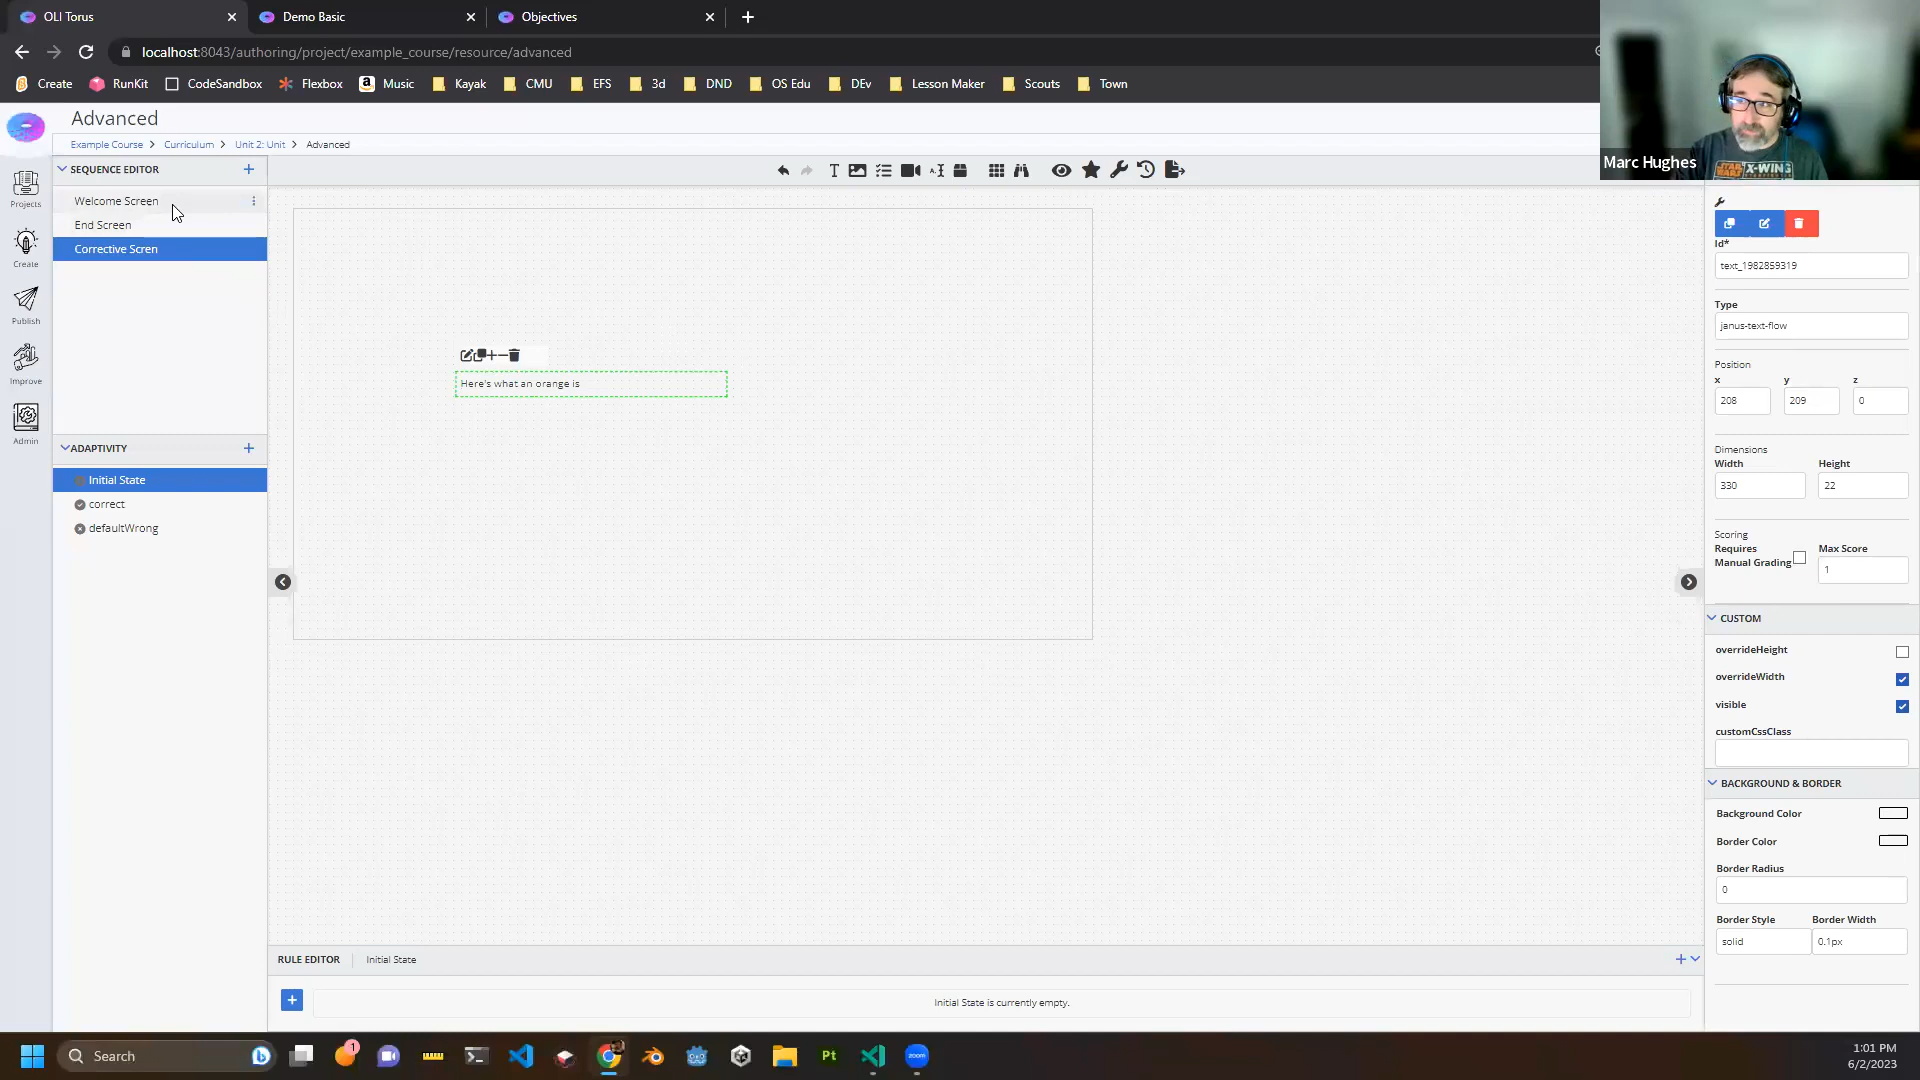 OLI Torus
Demo Basic
Objectives
localhost:8043/authoring/project/example_course/resource/advanced
Create
RunKit
CodeSandbox
Flexbox
Music
Kayak
CMU
EFS
3d
DND
OS Edu
DEv
Lesson Maker
Scouts
Town
Marc Hughes
STAR WARS X-WING
Advanced
Example Course
Curriculum
Unit 2: Unit
Advanced
Projects
Create
Publish
Improve
Admin
SEQUENCE EDITOR
Welcome Screen
End Screen
Corrective Scren
ADAPTIVITY
Initial State
correct
defaultWrong
Here's what an orange is
Id*
text_1982859319
Type
janus-text-flow
Position
x y z
208 209 0
Dimensions
Width Height
330 22
Scoring
Requires Manual Grading
Max Score
1
CUSTOM
overrideHeight
overrideWidth
visible
customCssClass
BACKGROUND & BORDER
Background Color
Border Color
Border Radius
0
Border Style Border Width
solid 0.1px
RULE EDITOR Initial State
Initial State is currently empty.
Search
1
Pt
zoom
1:01 PM
6/2/2023